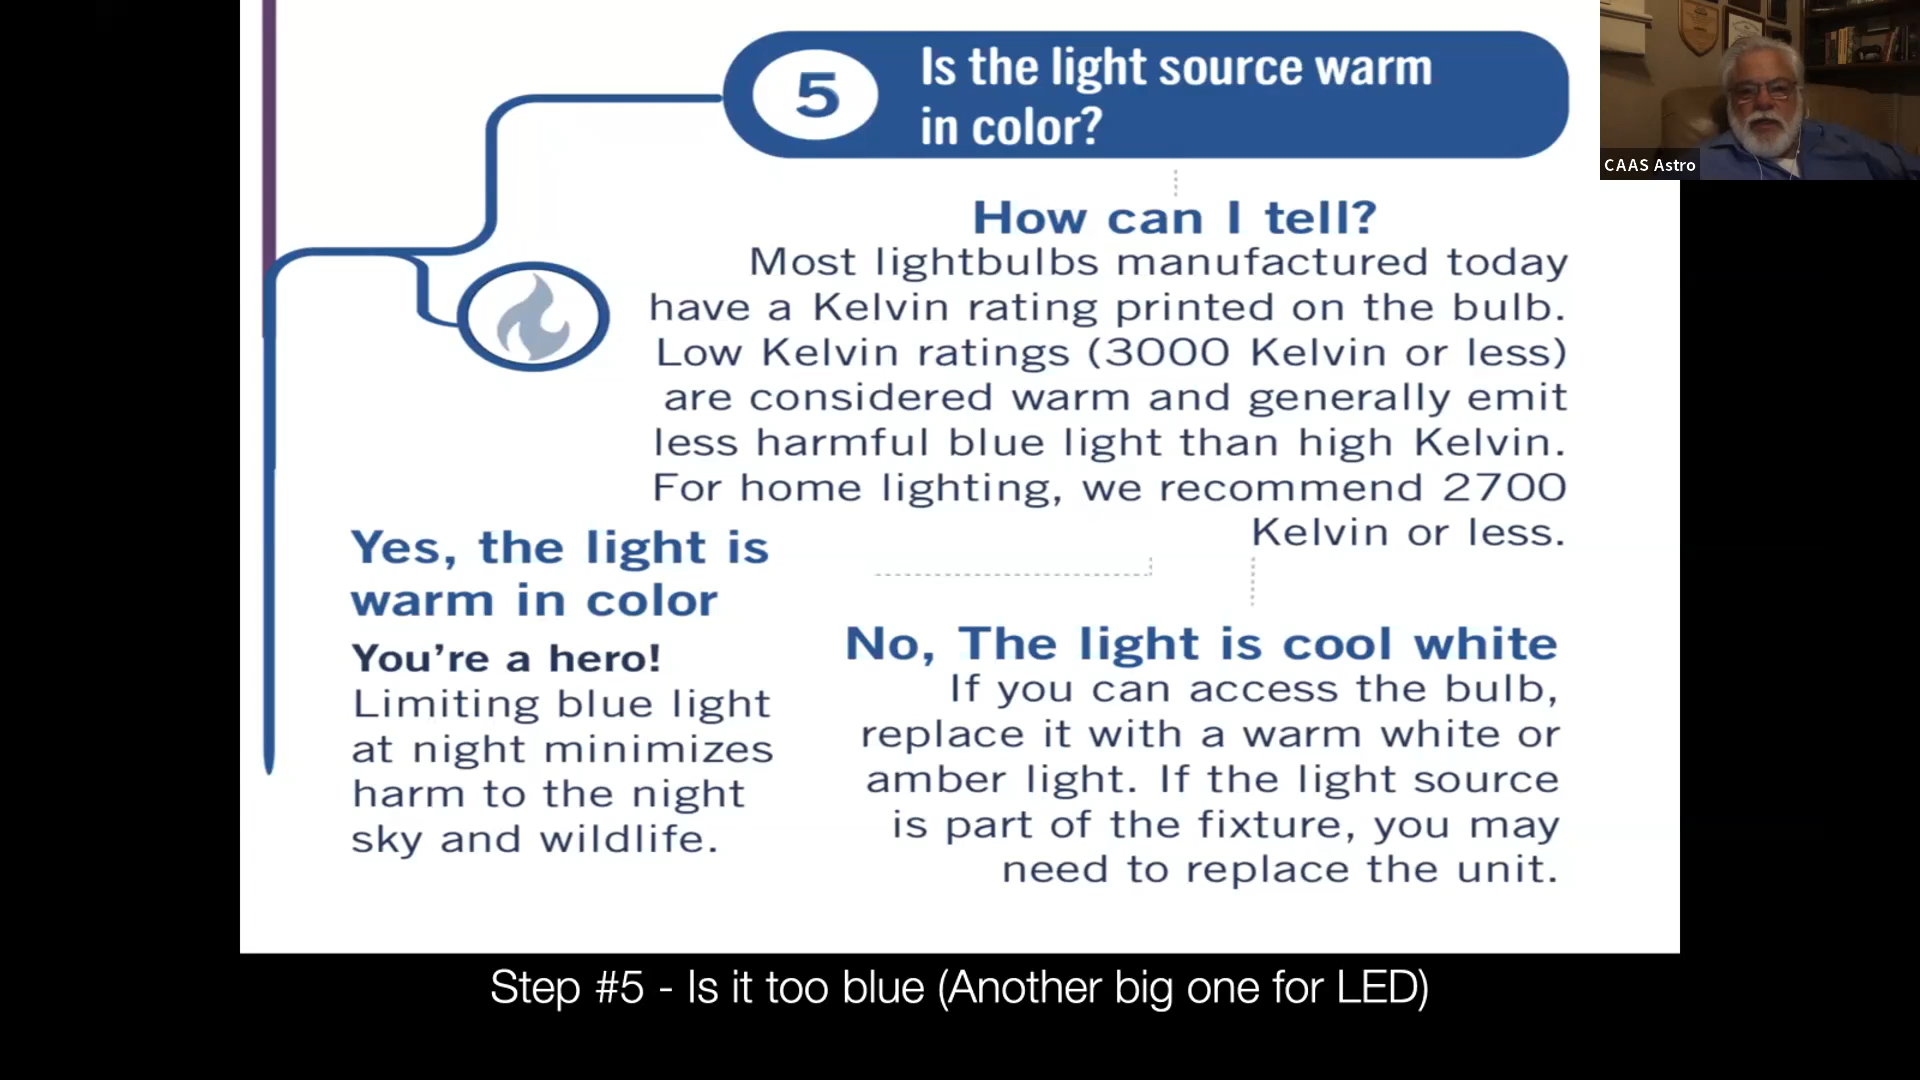 5
Is the light source warm
in color?
How can I tell?
Most lightbulbs manufactured today
have a Kelvin rating printed on the bulb.
Low Kelvin ratings (3000 Kelvin or less)
are considered warm and generally emit
less harmful blue light than high Kelvin.
For home lighting, we recommend 2700
Kelvin or less.
Yes, the light is
warm in color
You're a hero!
Limiting blue light
at night minimizes
harm to the night
sky and wildlife.
No, The light is cool white
If you can access the bulb,
replace it with a warm white or
amber light. If the light source
is part of the fixture, you may
need to replace the unit.
Step #5 - Is it too blue (Another big one for LED)
CAAS Astro